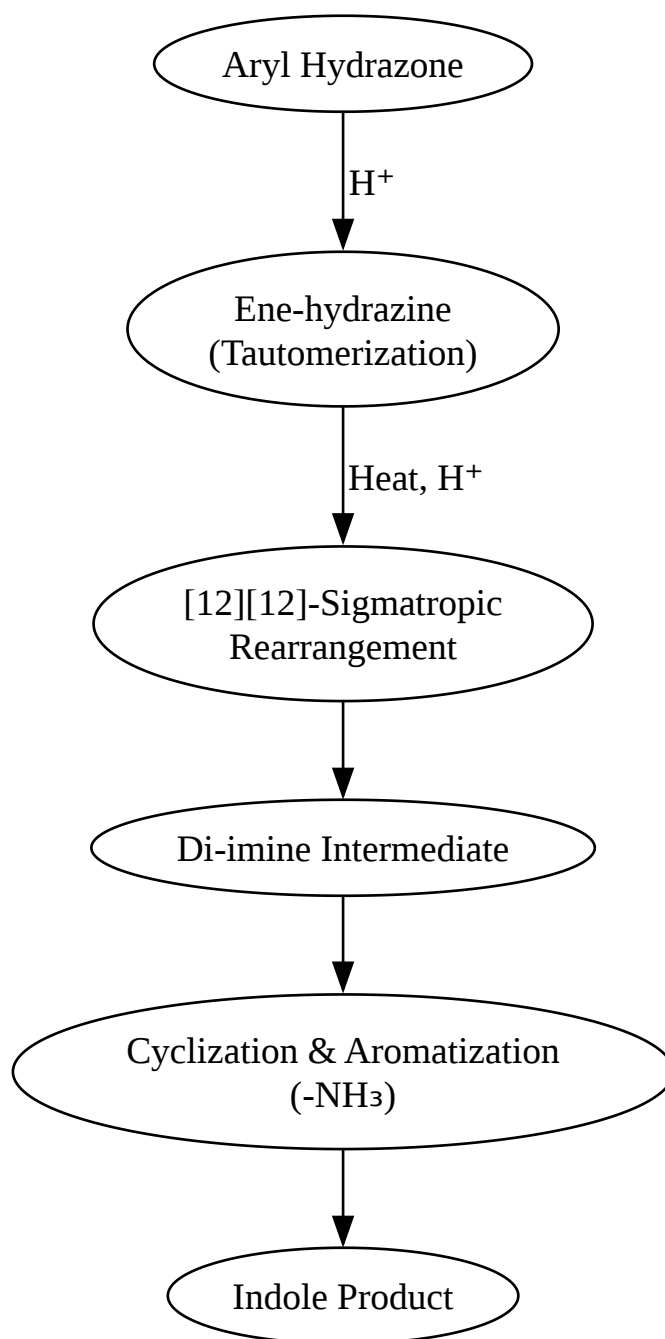 Aryl Hydrazone
H⁺
Ene-hydrazine
(Tautomerization)
Heat, H⁺
[12][12]-Sigmatropic
Rearrangement
Di-imine Intermediate
Cyclization & Aromatization
(-NH₃)
Indole Product